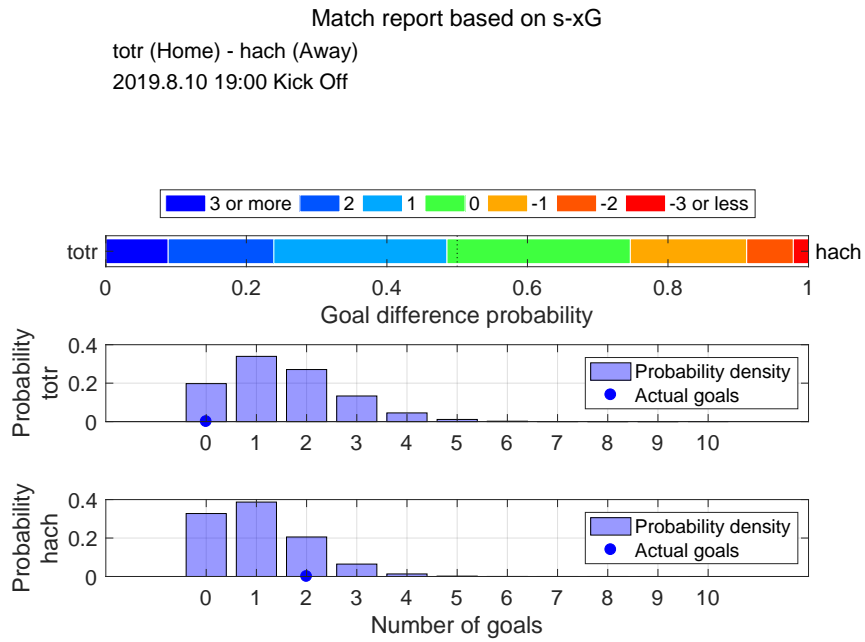 Match report based on s-xG
totr (Home) - hach (Away)
2019.8.10 19:00 Kick Off
3 or more 2 1 0 -1 -2 -3 or less
totr hach
0 0.2 0.4 0.6 0.8 1
Goal difference probability
Probability
totr
0.4
0.2
0
Probability density
Actual goals
0 1 2 3 4 5 6 7 8 9 10
Probability
hach
0.4
0.2
0
Probability density
Actual goals
0 1 2 3 4 5 6 7 8 9 10
Number of goals